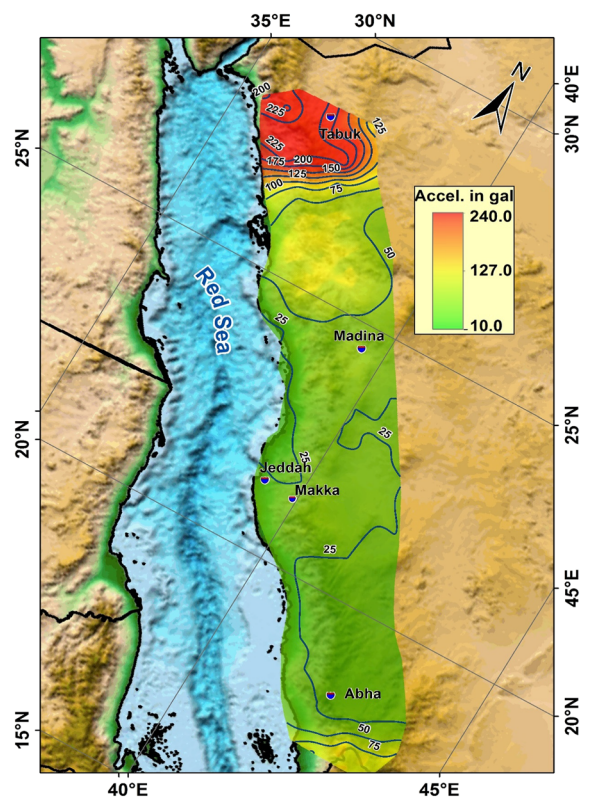 35°E
30°N
N
40°E
30°N
25°N
200
225
Tabuk
125
225
175
200
150
125
100
75
Accel. in gal
240.0
127.0
10.0
50
Red Sea
25
Madina
20°N
25
25°N
25
Jeddah
Makka
25
45°E
Abha
50
75
15°N
20°N
40°E
45°E